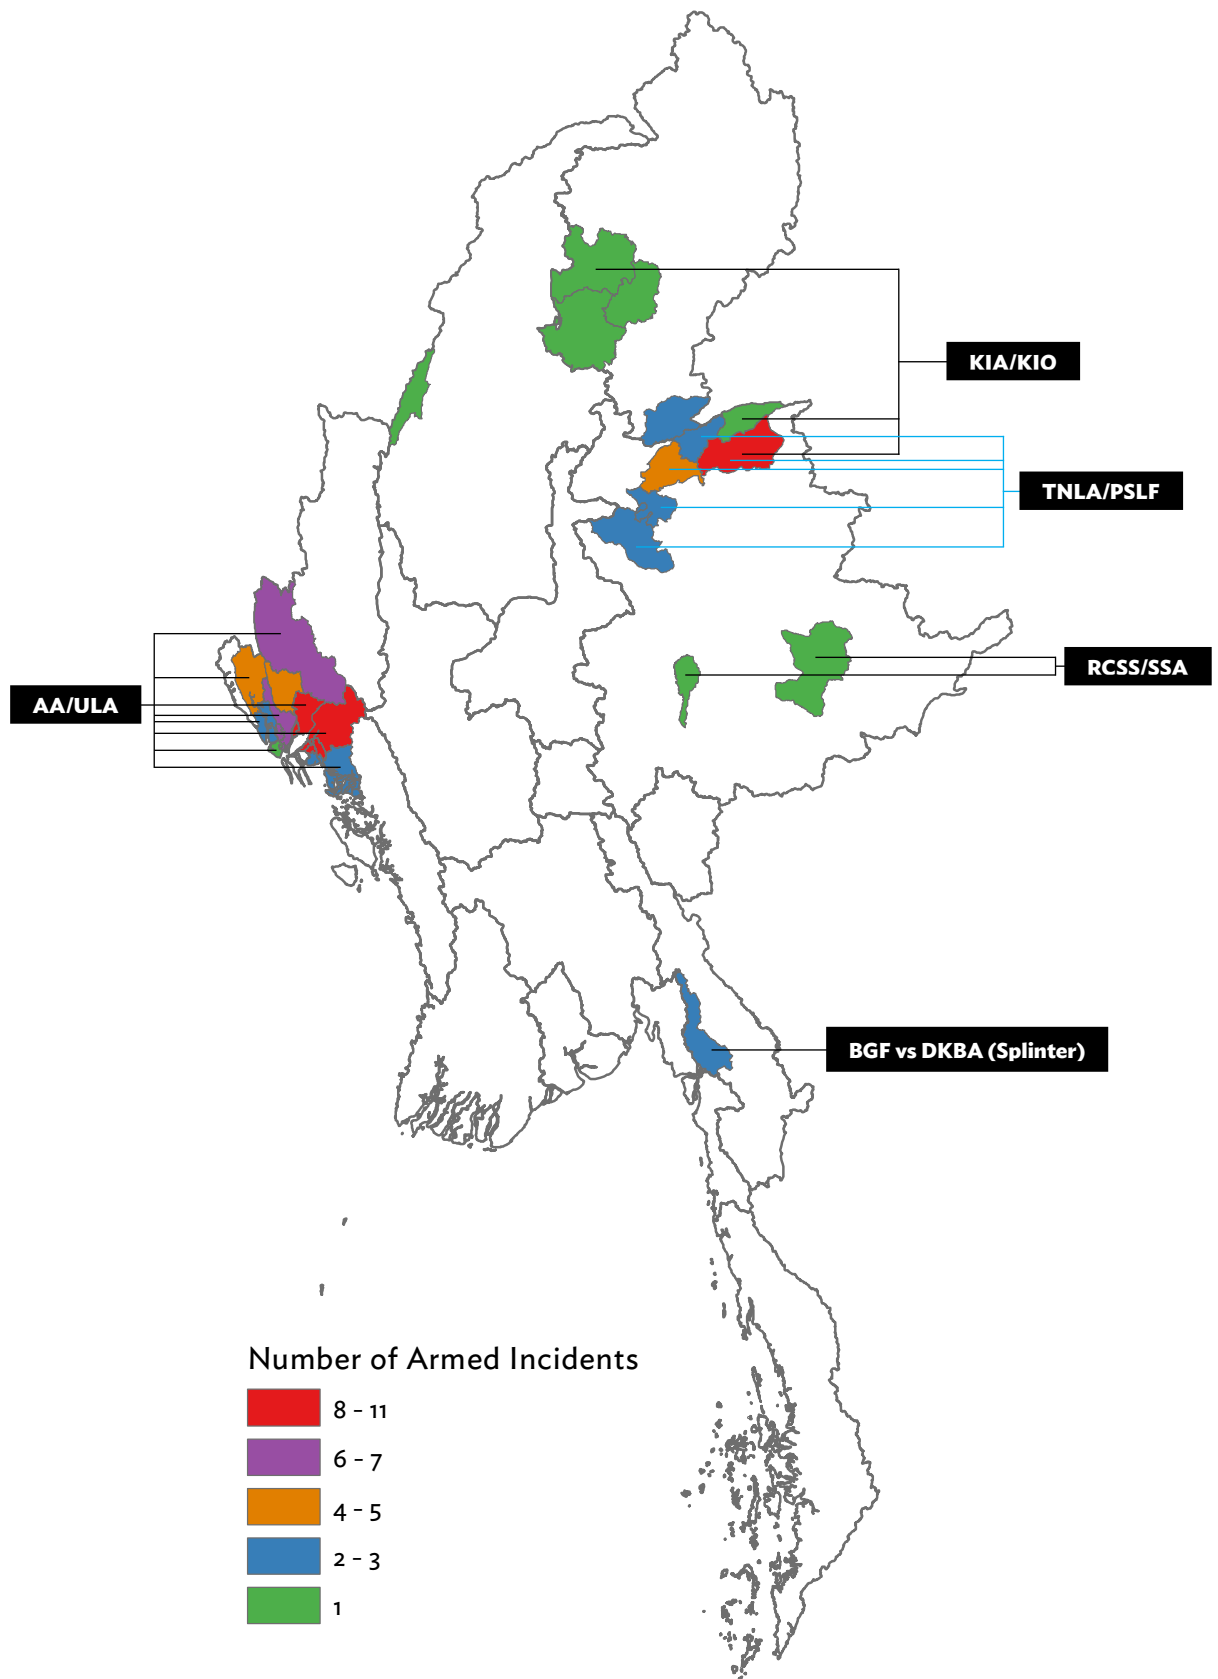 KIA/KIO
TNLA/PSLF
RCSS/SSA
AA/ULA
BGF vs DKBA (Splinter)
Number of Armed Incidents
8 - 11
6 - 7
4 - 5
2 - 3
1